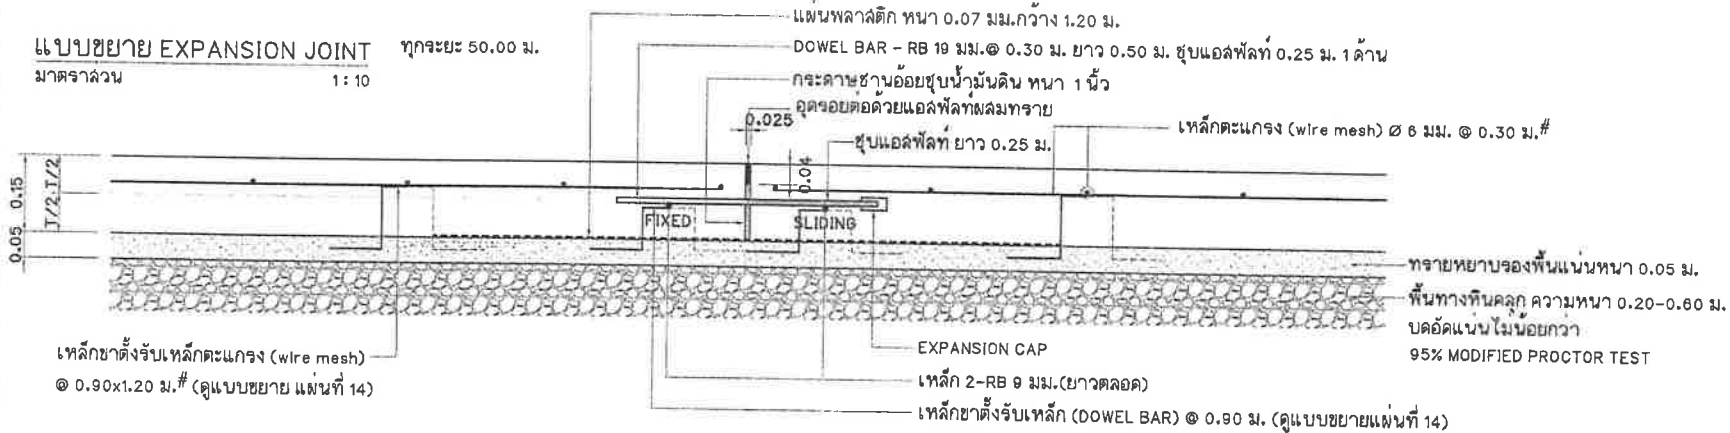 แผ่นพลาสติก หนา 0.07 มม.กว้าง 1.20 ม.
แบบขยาย EXPANSION JOINT ทุกระยะ 50.00 ม.
มาตราส่วน 1:10
DOWEL BAR - RB 19 มม.@ 0.30 ม. ยาว 0.50 ม. ชุบแอสฟัลท์ 0.25 ม. 1 ด้าน
กระดาษชานอ้อยชุบน้ำมันดิน หนา 1 นิ้ว
อุดรอยต่อด้วยแอสฟัลท์ผสมทราย
0.025
ชุบแอสฟัลท์ ยาว 0.25 ม.
เหล็กตะแกรง (wire mesh) Ø 6 มม. @ 0.30 ม.#
0.04
0.15
T/2
T/2
0.05
FIXED
SLIDING
ทรายหยาบรองพื้นแน่นหนา 0.05 ม.
พื้นทางหินคลุก ความหนา 0.20-0.60 ม.
บดอัดแน่นไม่น้อยกว่า
95% MODIFIED PROCTOR TEST
เหล็กขาตั้งรับเหล็กตะแกรง (wire mesh)
@ 0.90x1.20 ม.# (ดูแบบขยาย แผ่นที่ 14)
EXPANSION CAP
เหล็ก 2-RB 9 มม.(ยาวตลอด)
เหล็กขาตั้งรับเหล็ก (DOWEL BAR) @ 0.90 ม. (ดูแบบขยายแผ่นที่ 14)